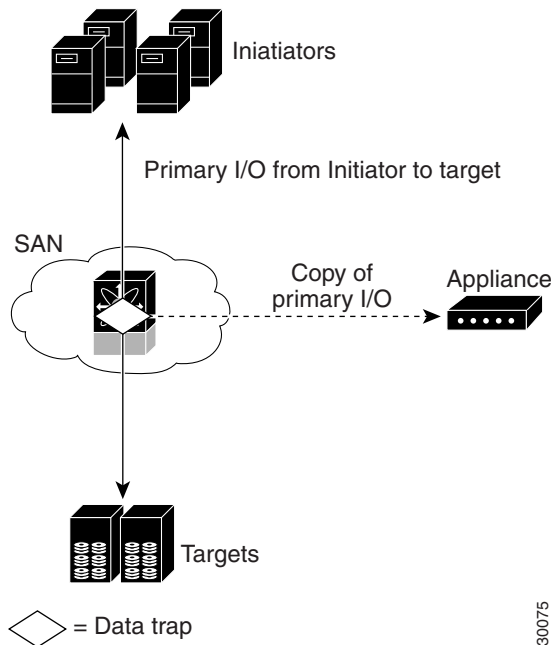 Iniatiators
Primary I/O from Initiator to target
SAN
Copy of
primary I/O
Appliance
Targets
= Data trap
30075